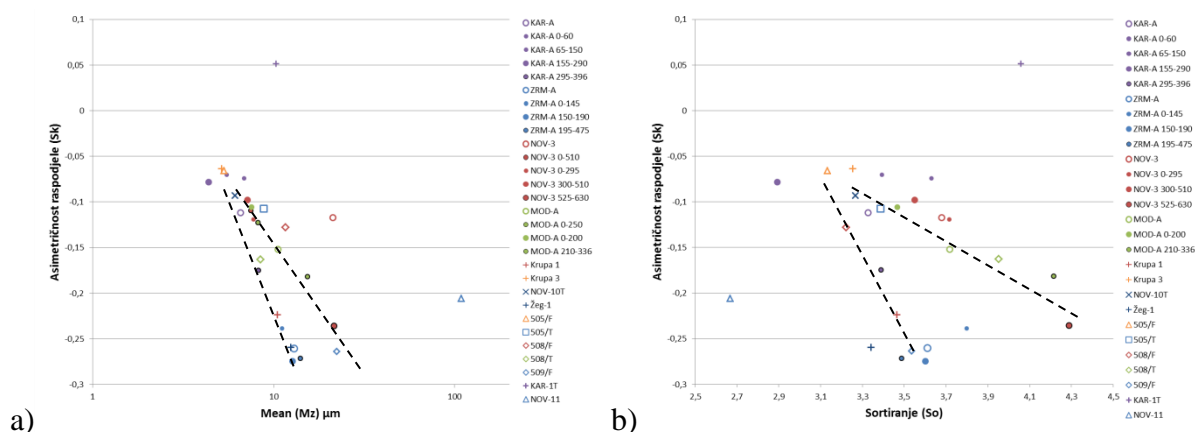 0,1
0,05
0
-0,05
-0,1
-0,15
-0,2
-0,25
-0,3
Asimetričnost raspodjele (Sk)
1
10
100
Mean (Mz) μm
KAR-A
KAR-A 0-60
KAR-A 65-150
KAR-A 155-290
KAR-A 295-396
ZRM-A
ZRM-A 0-145
ZRM-A 150-190
ZRM-A 195-475
NOV-3
NOV-3 0-510
NOV-3 0-295
NOV-3 300-510
NOV-3 525-630
MOD-A
MOD-A 0-250
MOD-A 0-200
MOD-A 210-336
Krupa 1
Krupa 3
NOV-10T
Žeg-1
505/F
505/T
508/F
508/T
509/F
KAR-1T
NOV-11
a)
0,1
0,05
0
-0,05
-0,1
-0,15
-0,2
-0,25
-0,3
Asimetričnost raspodjele (Sk)
2,5
2,7
2,9
3,1
3,3
3,5
3,7
3,9
4,1
4,3
4,5
Sortiranje (So)
KAR-A
KAR-A 0-60
KAR-A 65-150
KAR-A 155-290
KAR-A 295-396
ZRM-A
ZRM-A 0-145
ZRM-A 150-190
ZRM-A 195-475
NOV-3
NOV-3 0-510
NOV-3 0-295
NOV-3 300-510
NOV-3 525-630
MOD-A
MOD-A 0-250
MOD-A 0-200
MOD-A 210-336
Krupa 1
Krupa 3
NOV-10T
Žeg-1
505/F
505/T
508/F
508/T
509/F
KAR-1T
NOV-11
b)